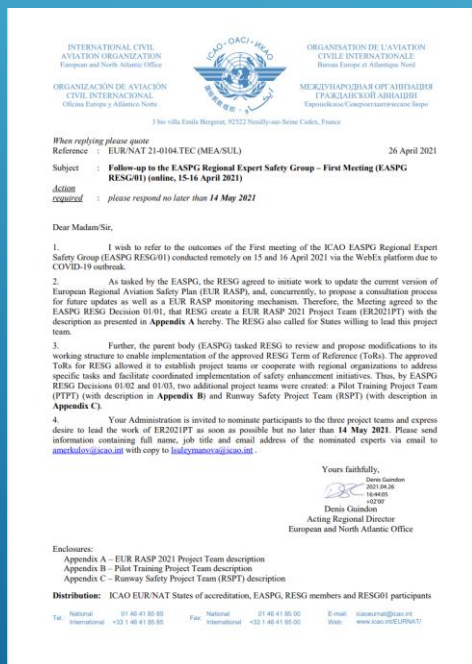 INTERNATIONAL CIVIL
AVIATION ORGANIZATION
European and North Atlantic Office
ORGANIZACIÓN DE AVIACIÓN
CIVIL INTERNACIONAL
Oficina Europa y Atlántico Norte
ICAO · OACI · ИКАО
ORGANISATION DE L'AVIATION
CIVILE INTERNATIONALE
Bureau Europe et Atlantique Nord
МЕЖДУНАРОДНАЯ ОРГАНИЗАЦИЯ
ГРАЖДАНСКОЙ АВИАЦИИ
Европейское/Североатлантическое бюро
3 bis villa Emile Bergerat, 92522 Neuilly-sur-Seine Cedex, France
When replying please quote
Reference : EUR/NAT 21-0104.TEC (MEA/SUL) 26 April 2021
Subject : Follow-up to the EASPG Regional Expert Safety Group – First Meeting (EASPG
RESG/01) (online, 15-16 April 2021)
Action
required : please respond no later than 14 May 2021
Dear Madam/Sir,
1. I wish to refer to the outcomes of the First meeting of the ICAO EASPG Regional Expert
Safety Group (EASPG RESG/01) conducted remotely on 15 and 16 April 2021 via the WebEx platform due to
COVID-19 outbreak.
2. As tasked by the EASPG, the RESG agreed to initiate work to update the current version of
European Regional Aviation Safety Plan (EUR RASP), and, concurrently, to propose a consultation process
for future updates as well as a EUR RASP monitoring mechanism. Therefore, the Meeting agreed to the
EASPG RESG Decision 01/01, that RESG create a EUR RASP 2021 Project Team (ER2021PT) with the
description as presented in Appendix A hereby. The RESG also called for States willing to lead this project
team.
3. Further, the parent body (EASPG) tasked RESG to review and propose modifications to its
working structure to enable implementation of the approved RESG Term of Reference (ToRs). The approved
ToRs for RESG allowed it to establish project teams or cooperate with regional organizations to address
specific tasks and facilitate coordinated implementation of safety enhancement initiatives. Thus, by EASPG
RESG Decisions 01/02 and 01/03, two additional project teams were created: a Pilot Training Project Team
(PTPT) (with description in Appendix B) and Runway Safety Project Team (RSPT) (with description in
Appendix C).
4. Your Administration is invited to nominate participants to the three project teams and express
desire to lead the work of ER2021PT as soon as possible but no later than 14 May 2021. Please send
information containing full name, job title and email address of the nominated experts via email to
amerkulov@icao.int with copy to lsuleymanova@icao.int .
Yours faithfully,
Denis Guindon
2021.04.26
16:44:05
+02'00'
Denis Guindon
Acting Regional Director
European and North Atlantic Office
Enclosures:
Appendix A – EUR RASP 2021 Project Team description
Appendix B – Pilot Training Project Team description
Appendix C – Runway Safety Project Team (RSPT) description
Distribution: ICAO EUR/NAT States of accreditation, EASPG, RESG members and RESG01 participants
Tel.: National 01 46 41 85 85 Fax: National 01 46 41 85 00 E-mail: icaoeurnat@icao.int
International +33 1 46 41 85 85 International +33 1 46 41 85 00 Web: www.icao.int/EURNAT/